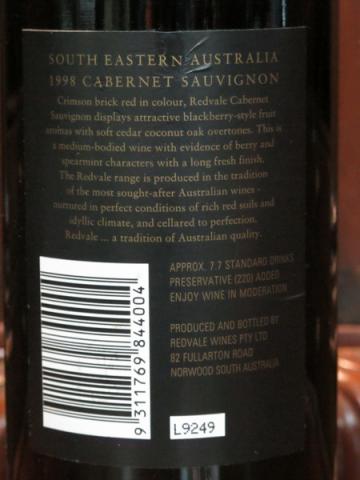 SOUTH EASTERN AUSTRALIA
1998 CABERNET SAUVIGNON
Crimson brick red in colour, Redvale Cabernet
Sauvignon displays attractive blackberry-style fruit
aromas with soft cedar coconut oak overtones. This is
a medium-bodied wine with evidence of berry and
spearmint characters with a long fresh finish.
The Redvale range is produced in the tradition
of the most sought-after Australian wines -
nurtured in perfect conditions of rich red soils and
idyllic climate, and cellared to perfection.
Redvale ... a tradition of Australian quality.
APPROX. 7.7 STANDARD DRINKS
PRESERVATIVE (220) ADDED
ENJOY WINE IN MODERATION
PRODUCED AND BOTTLED BY
REDVALE WINES PTY LTD
82 FULLARTON ROAD
NORWOOD SOUTH AUSTRALIA
9 311769 844004
L9249